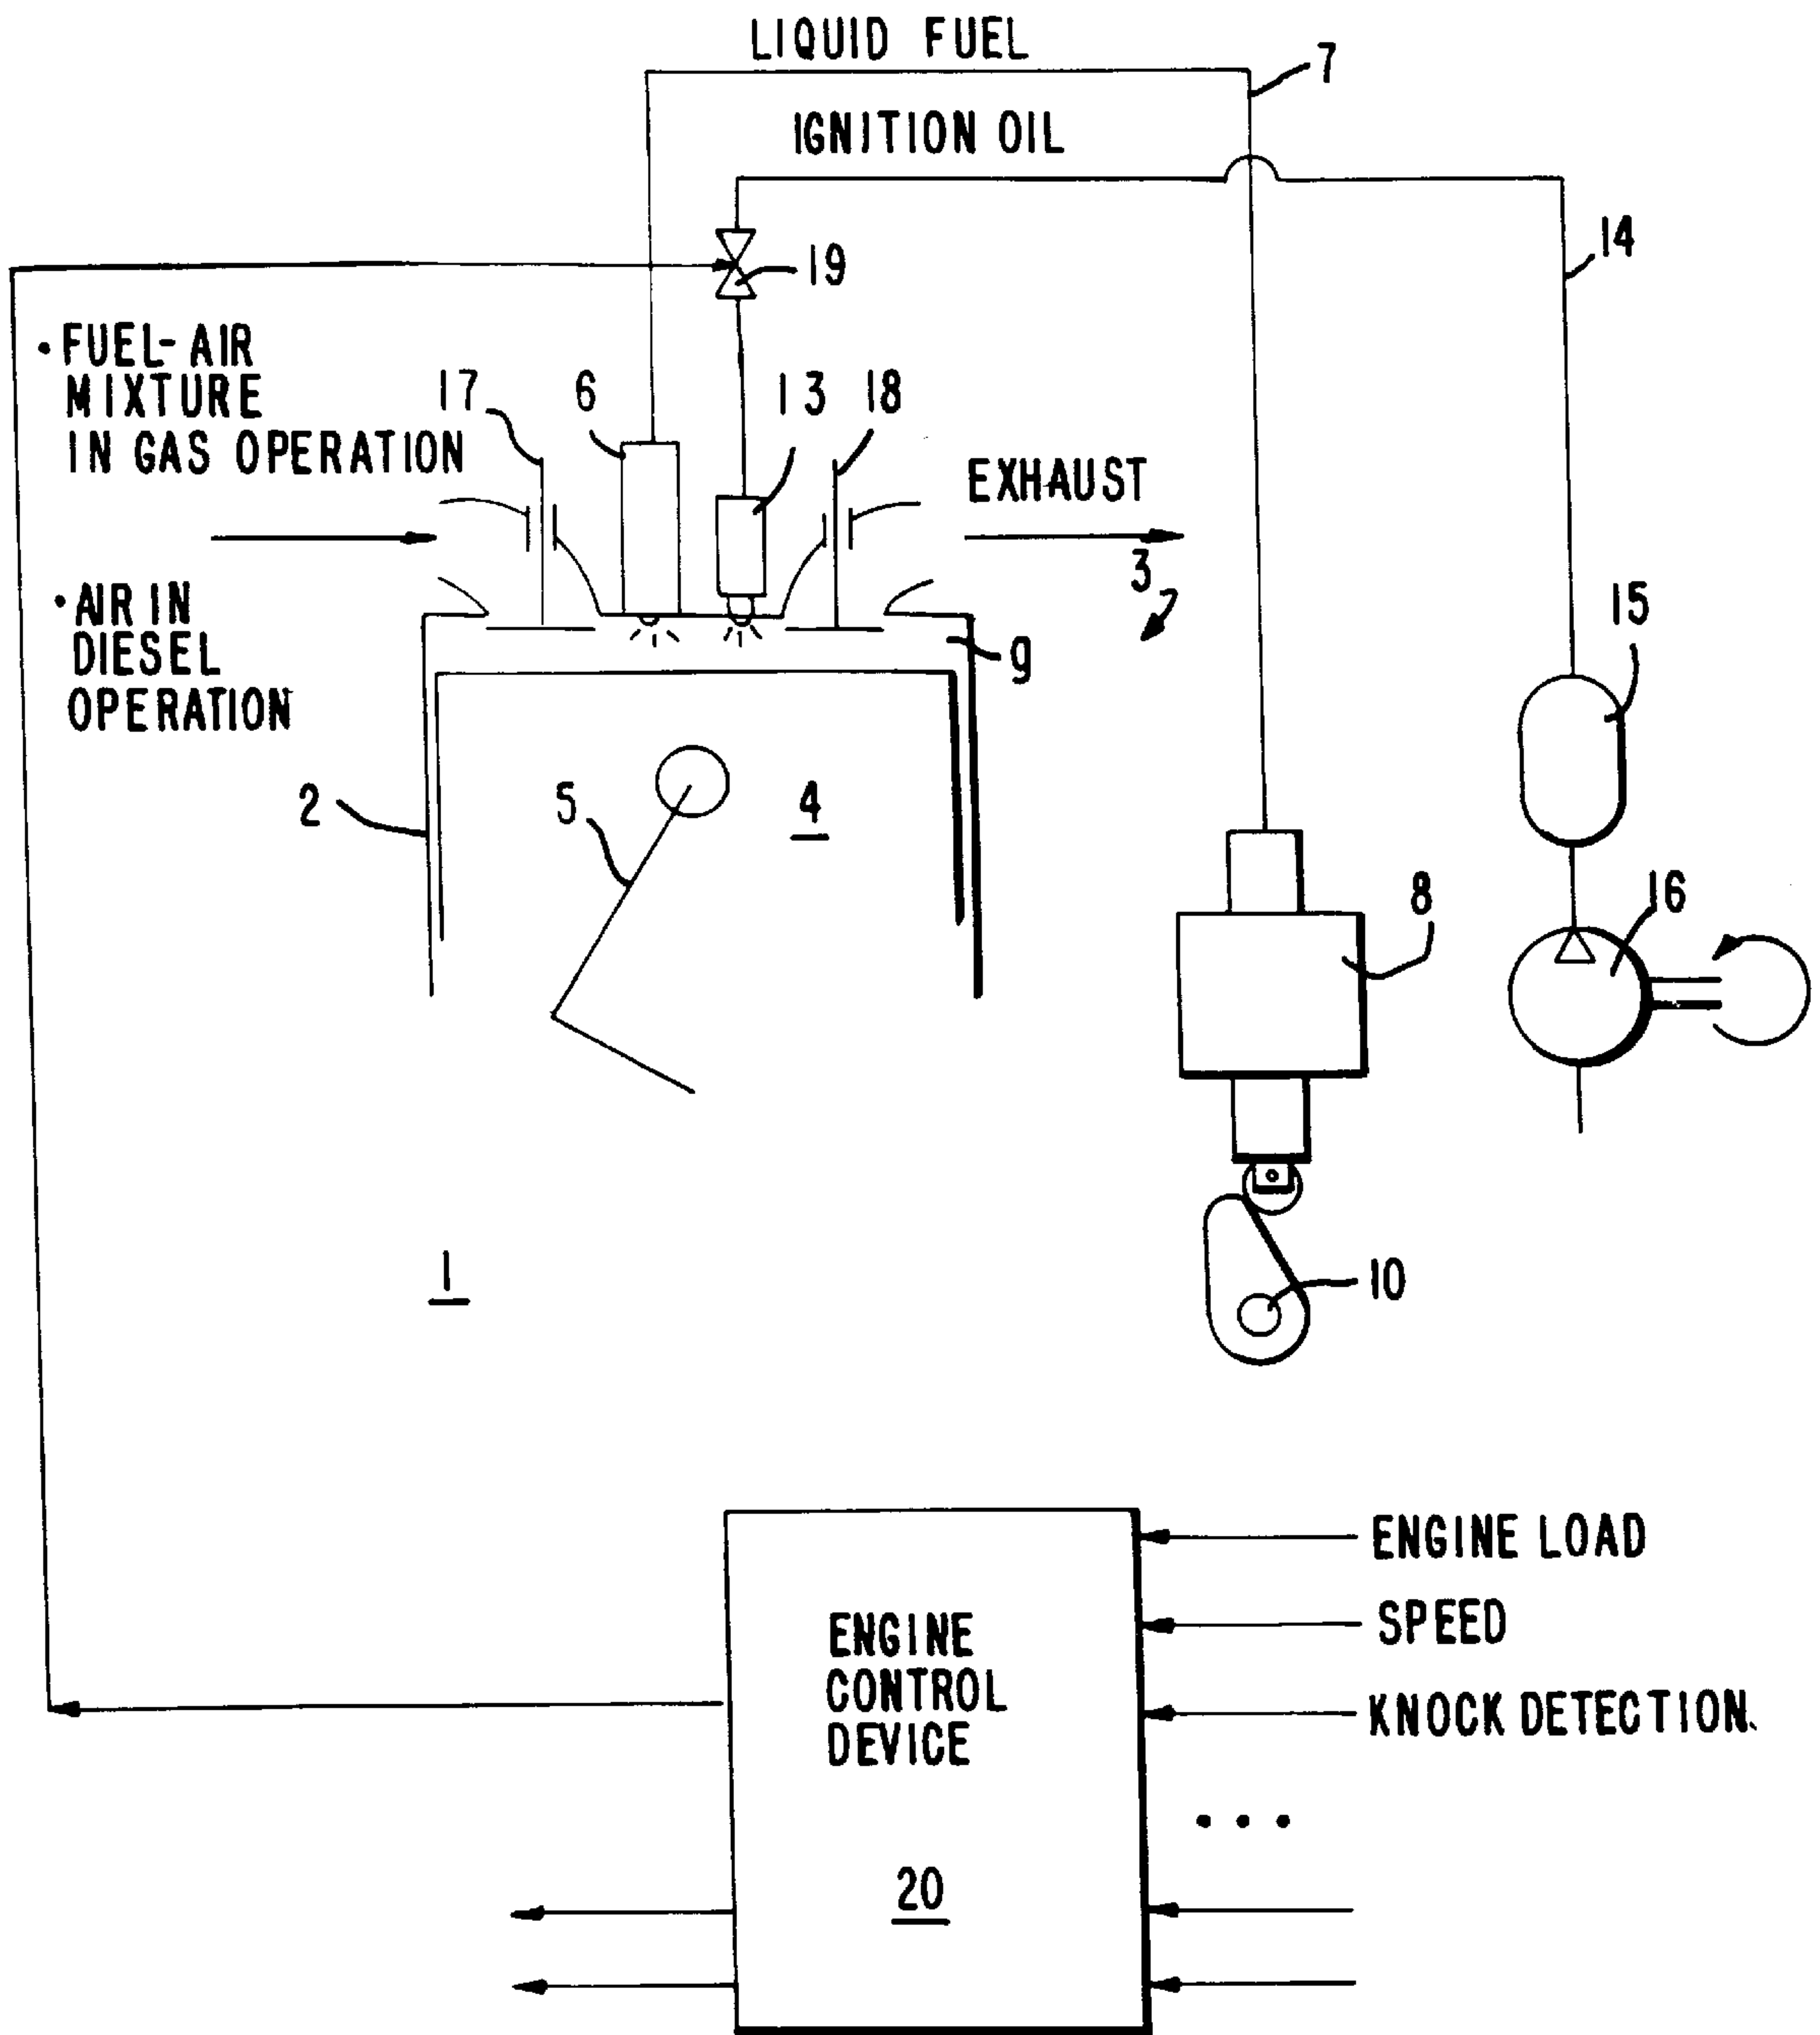 LIQUID FUEL
7
IGNITION OIL
14
19
• FUEL-AIR
MIXTURE
IN GAS OPERATION
17
6
13
18
EXHAUST
3
• AIR IN
DIESEL
OPERATION
9
15
2
5
4
8
16
1
10
ENGINE LOAD
SPEED
ENGINE
CONTROL
DEVICE
KNOCK DETECTION.
• • •
20